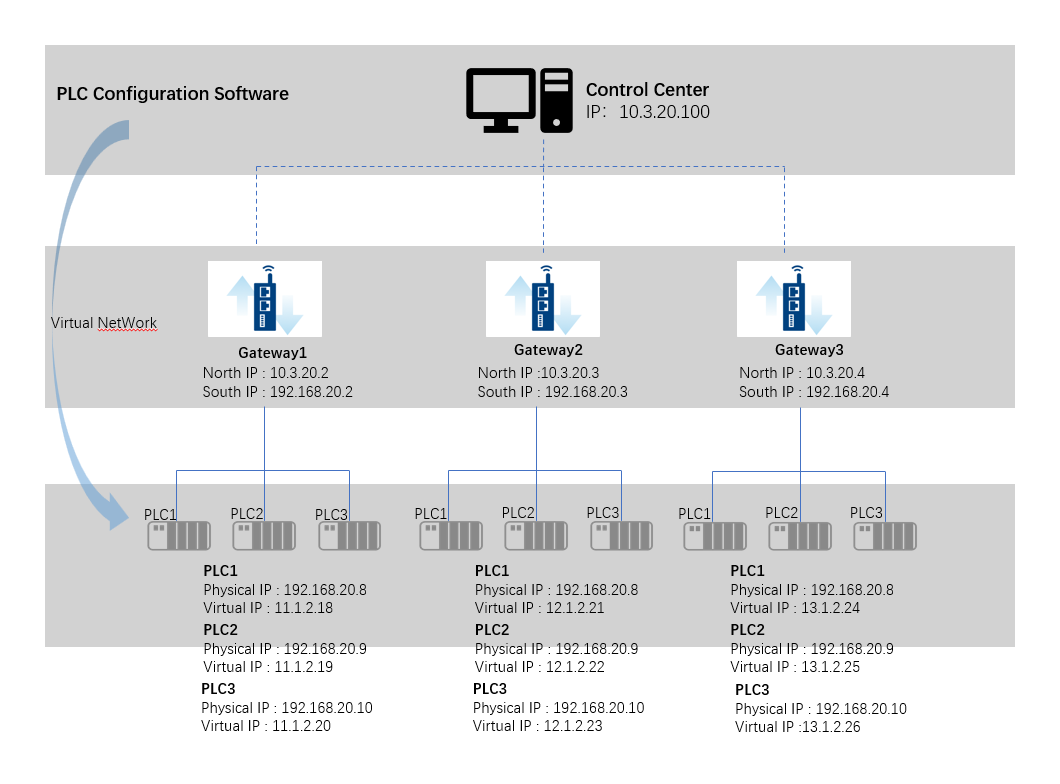 PLC Configuration Software
Control Center
IP: 10.3.20.100
Virtual NetWork
Gateway1
North IP : 10.3.20.2
South IP : 192.168.20.2
Gateway2
North IP :10.3.20.3
South IP : 192.168.20.3
Gateway3
North IP : 10.3.20.4
South IP : 192.168.20.4
PLC1
PLC2
PLC3
PLC1
PLC2
PLC3
PLC1
PLC2
PLC3
PLC1
Physical IP : 192.168.20.8
Virtual IP : 11.1.2.18
PLC2
Physical IP : 192.168.20.9
Virtual IP : 11.1.2.19
PLC3
Physical IP : 192.168.20.10
Virtual IP : 11.1.2.20
PLC1
Physical IP : 192.168.20.8
Virtual IP : 12.1.2.21
PLC2
Physical IP : 192.168.20.9
Virtual IP : 12.1.2.22
PLC3
Physical IP : 192.168.20.10
Virtual IP : 12.1.2.23
PLC1
Physical IP : 192.168.20.8
Virtual IP : 13.1.2.24
PLC2
Physical IP : 192.168.20.9
Virtual IP : 13.1.2.25
PLC3
Physical IP : 192.168.20.10
Virtual IP :13.1.2.26